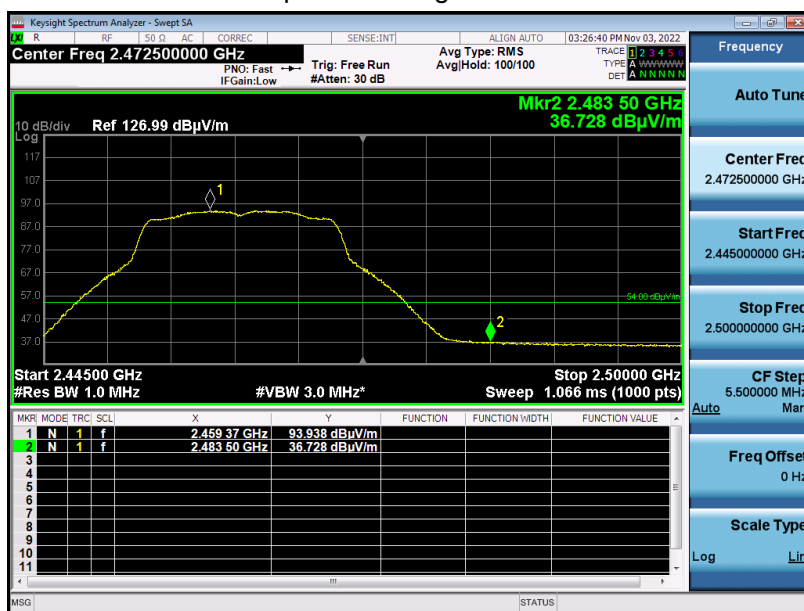 Keysight Spectrum Analyzer - Swept SA
LXI R RF 50 Ω AC CORREC SENSE:INT ALIGN AUTO 03:26:40 PM Nov 03, 2022
Center Freq 2.472500000 GHz
PNO: Fast
IFGain:Low
Trig: Free Run
#Atten: 30 dB
Avg Type: RMS
Avg|Hold: 100/100
TRACE 1 2 3 4 5 6
TYPE A WWWWW
DET A N N N N N
Mkr2 2.483 50 GHz
36.728 dBµV/m
10 dB/div Ref 126.99 dBµV/m
Log
117
107
97.0
87.0
77.0
67.0
57.0
47.0
37.0
1
54.00 dBµV/m
2
Start 2.44500 GHz Stop 2.50000 GHz
#Res BW 1.0 MHz #VBW 3.0 MHz* Sweep 1.066 ms (1000 pts)
MKR MODE TRC SCL X Y FUNCTION FUNCTION WIDTH FUNCTION VALUE
1 N 1 f 2.459 37 GHz 93.938 dBµV/m
2 N 1 f 2.483 50 GHz 36.728 dBµV/m
3
4
5
6
7
8
9
10
11
MSG STATUS
Frequency
Auto Tune
Center Freq
2.472500000 GHz
Start Freq
2.445000000 GHz
Stop Freq
2.500000000 GHz
CF Step
5.500000 MHz
Auto Man
Freq Offset
0 Hz
Scale Type
Log Lin